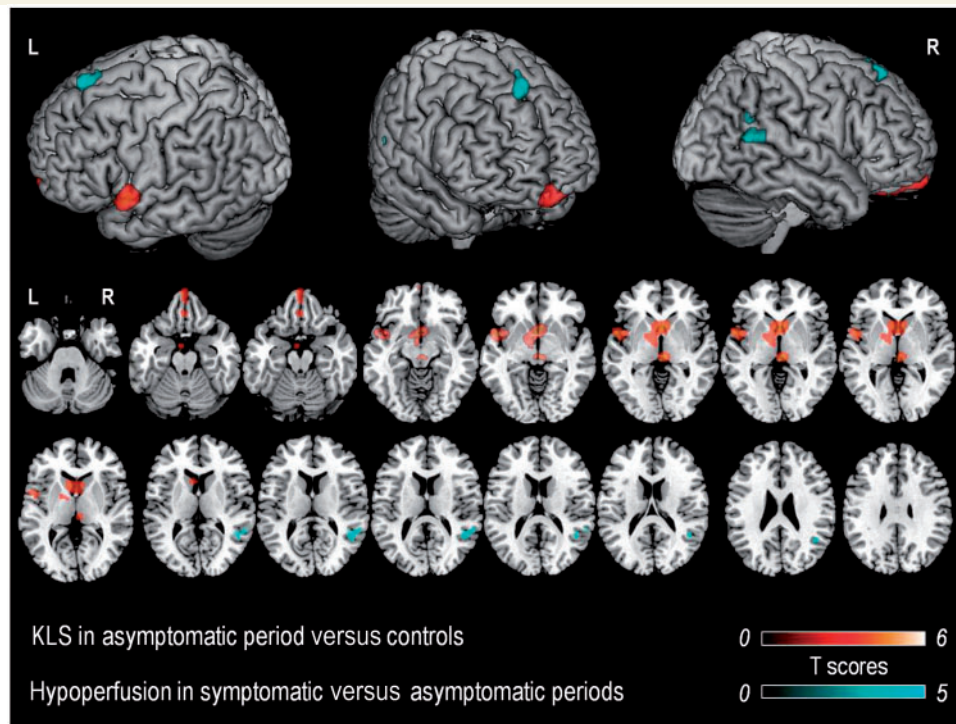 L R
L R
KLS in asymptomatic period versus controls 0 6
T scores
Hypoperfusion in symptomatic versus asymptomatic periods 0 5